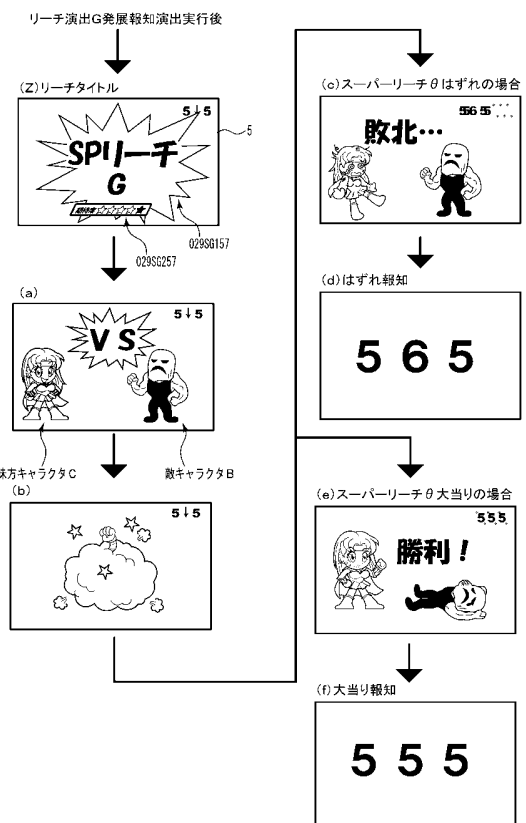 リーチ演出G発展報知演出実行後
(Z)リーチタイトル
5↓5
5
SPリーチ
G
期待度☆☆☆☆★
029SG157
029SG257
(a)
5↓5
VS
味方キャラクタC
敵キャラクタB
(b)
5↓5
(c)スーパーリーチθはずれの場合
565
敗北…
(d)はずれ報知
5 6 5
(e)スーパーリーチθ大当りの場合
555
勝利！
(f)大当り報知
5 5 5